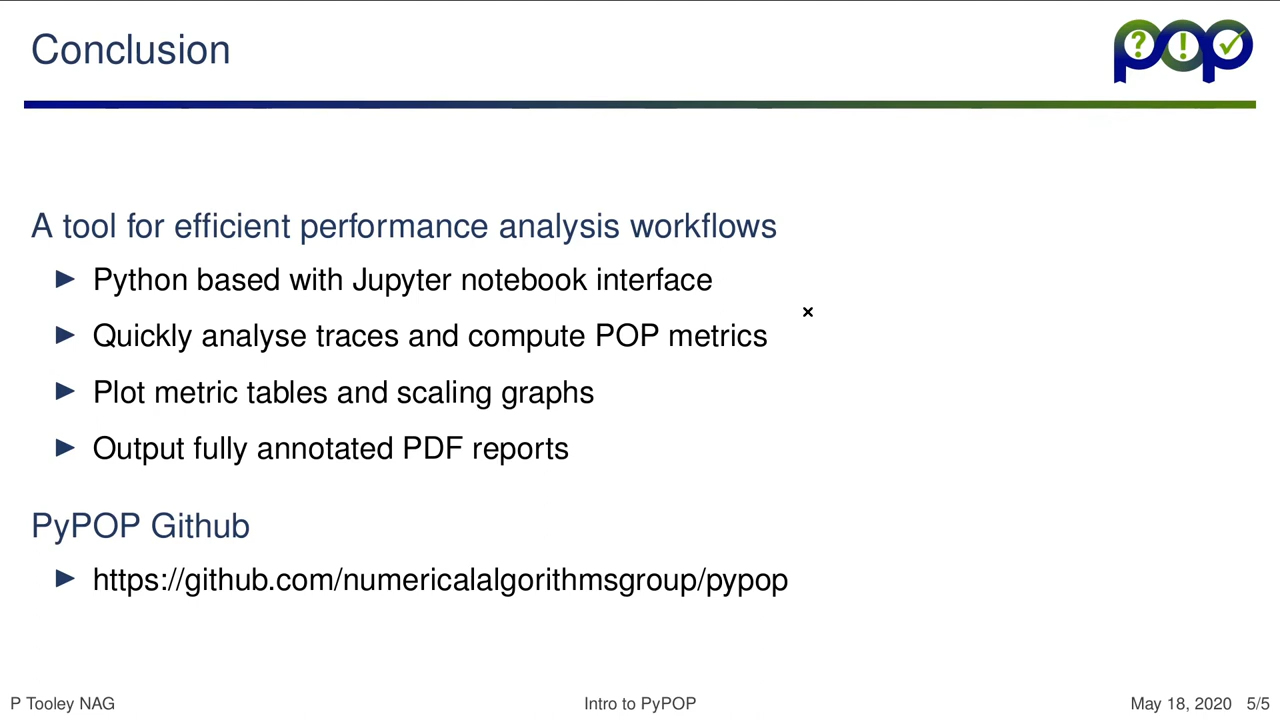 Conclusion
pop
A tool for efficient performance analysis workflows
Python based with Jupyter notebook interface
Quickly analyse traces and compute POP metrics
Plot metric tables and scaling graphs
Output fully annotated PDF reports
PyPOP Github
https://github.com/numericalalgorithmsgroup/pypop
P Tooley NAG
Intro to PyPOP
May 18, 2020 5/5